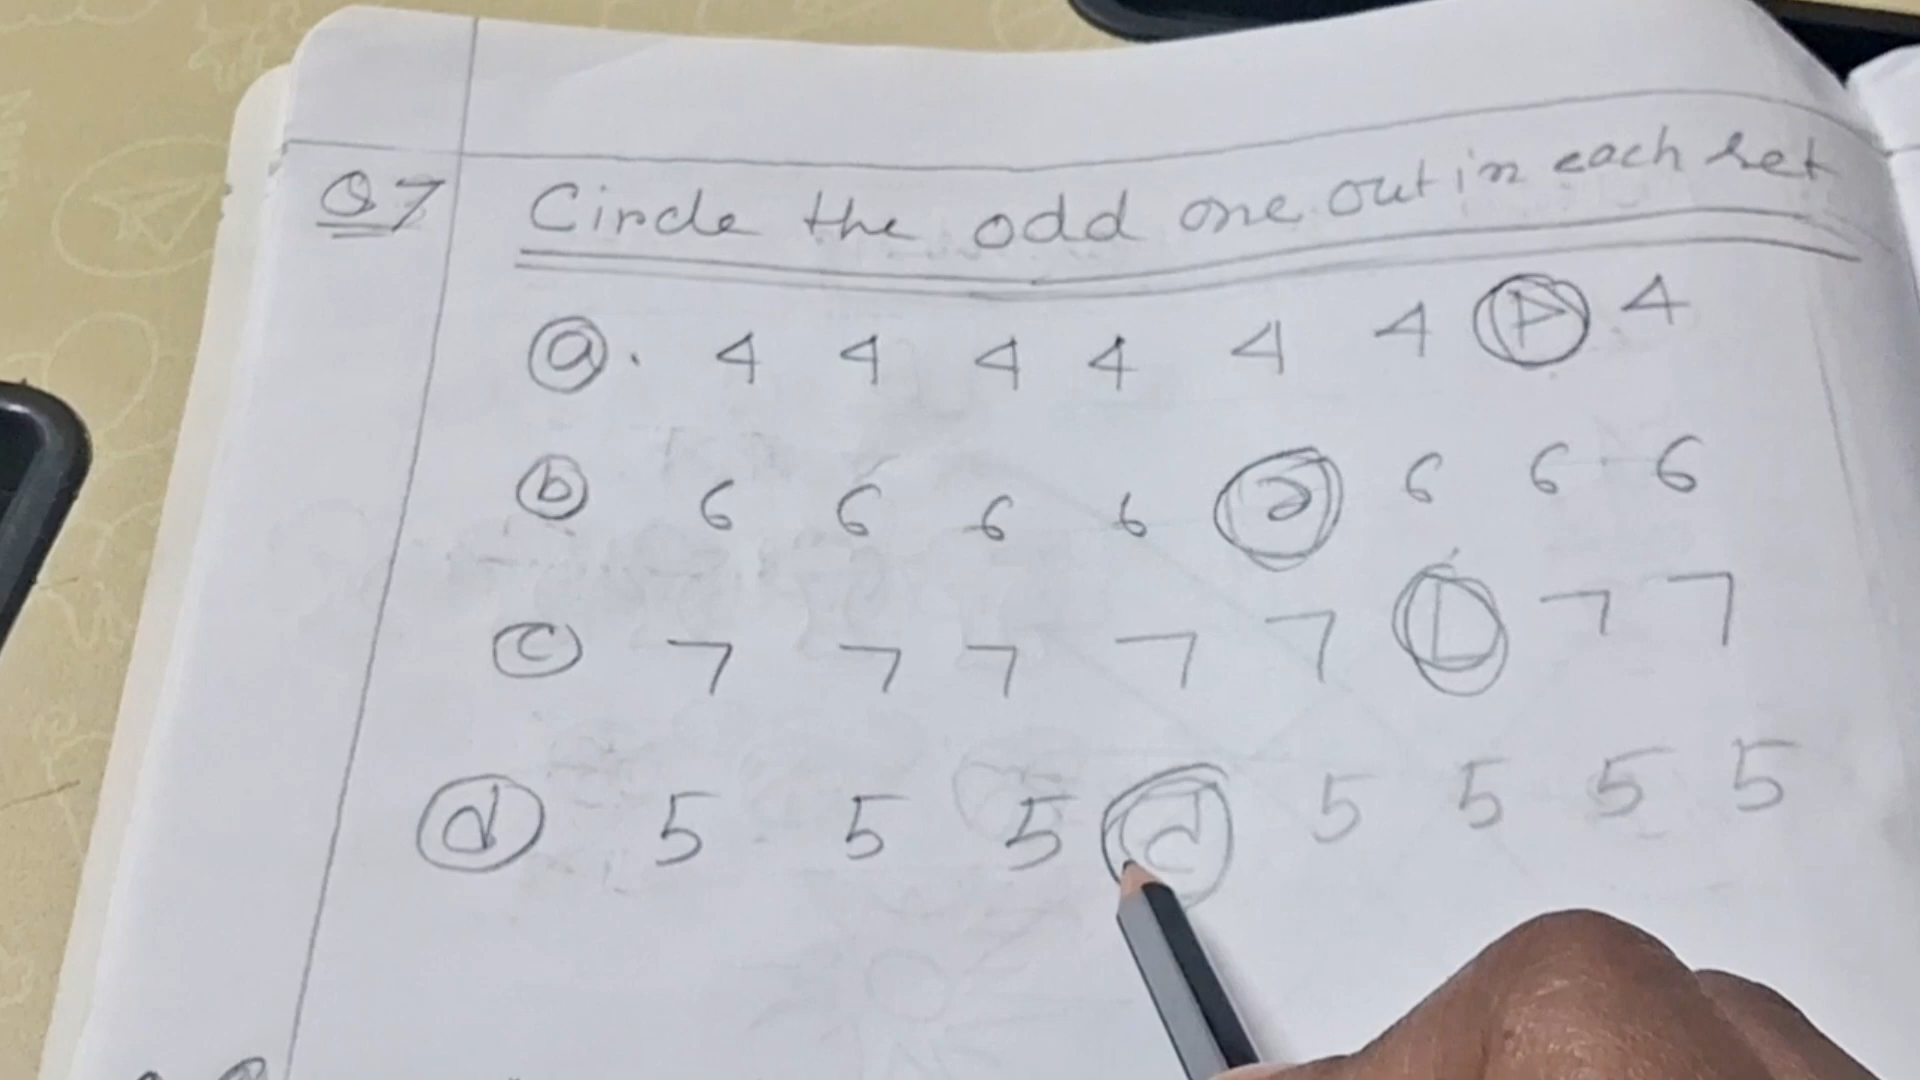 Q7 Circle the odd one out in each set
a. 4 4 4 4 4 4 4
b 6 6 6 6 6 6 6
c 7 7 7 7 7 7 7
d 5 5 5 5 5 5 5